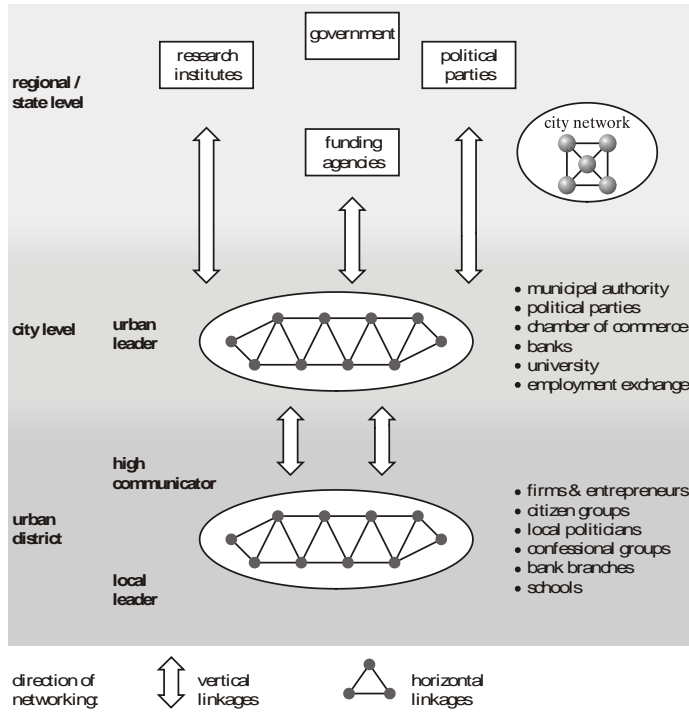 government
research
institutes
political
parties
regional /
state level
city network
funding
agencies
• municipal authority
• political parties
• chamber of commerce
• banks
• university
• employment exchange
city level
urban
leader
high
communicator
urban
district
local
leader
• firms & entrepreneurs
• citizen groups
• local politicians
• confessional groups
• bank branches
• schools
direction of
networking:
vertical
linkages
horizontal
linkages